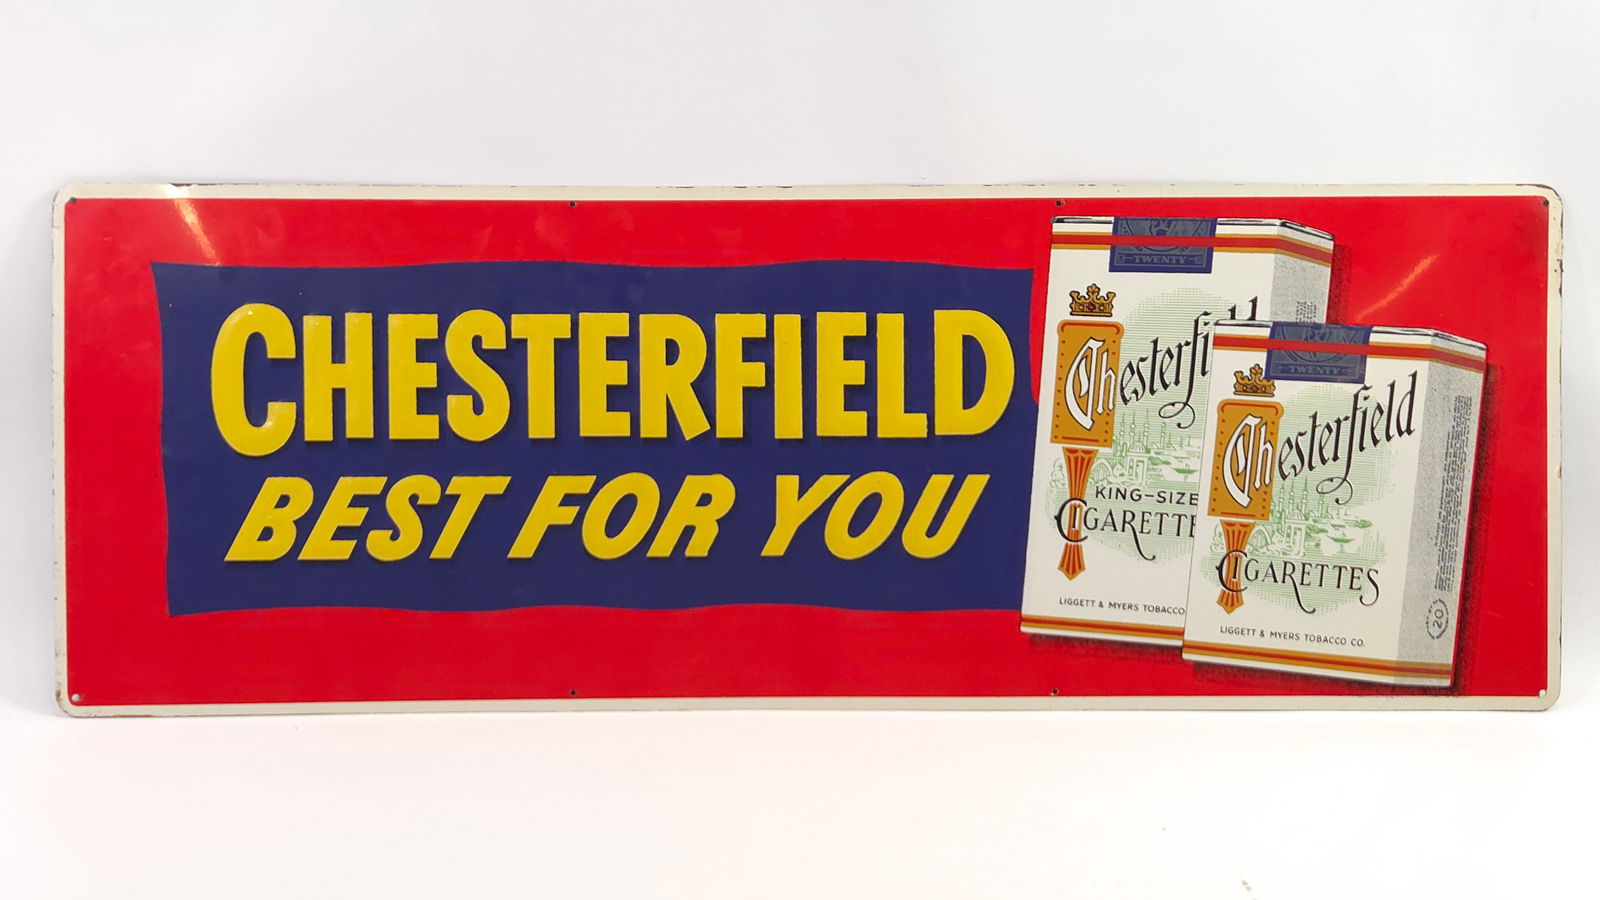 CHESTERFIELD
BEST FOR YOU
TWENTY
Chesterfield
KING-SIZE
CIGARETTE
LIGGETT & MYERS TOBACCO
TWENTY
Chesterfield
CIGARETTES
LIGGETT & MYERS TOBACCO CO.
20